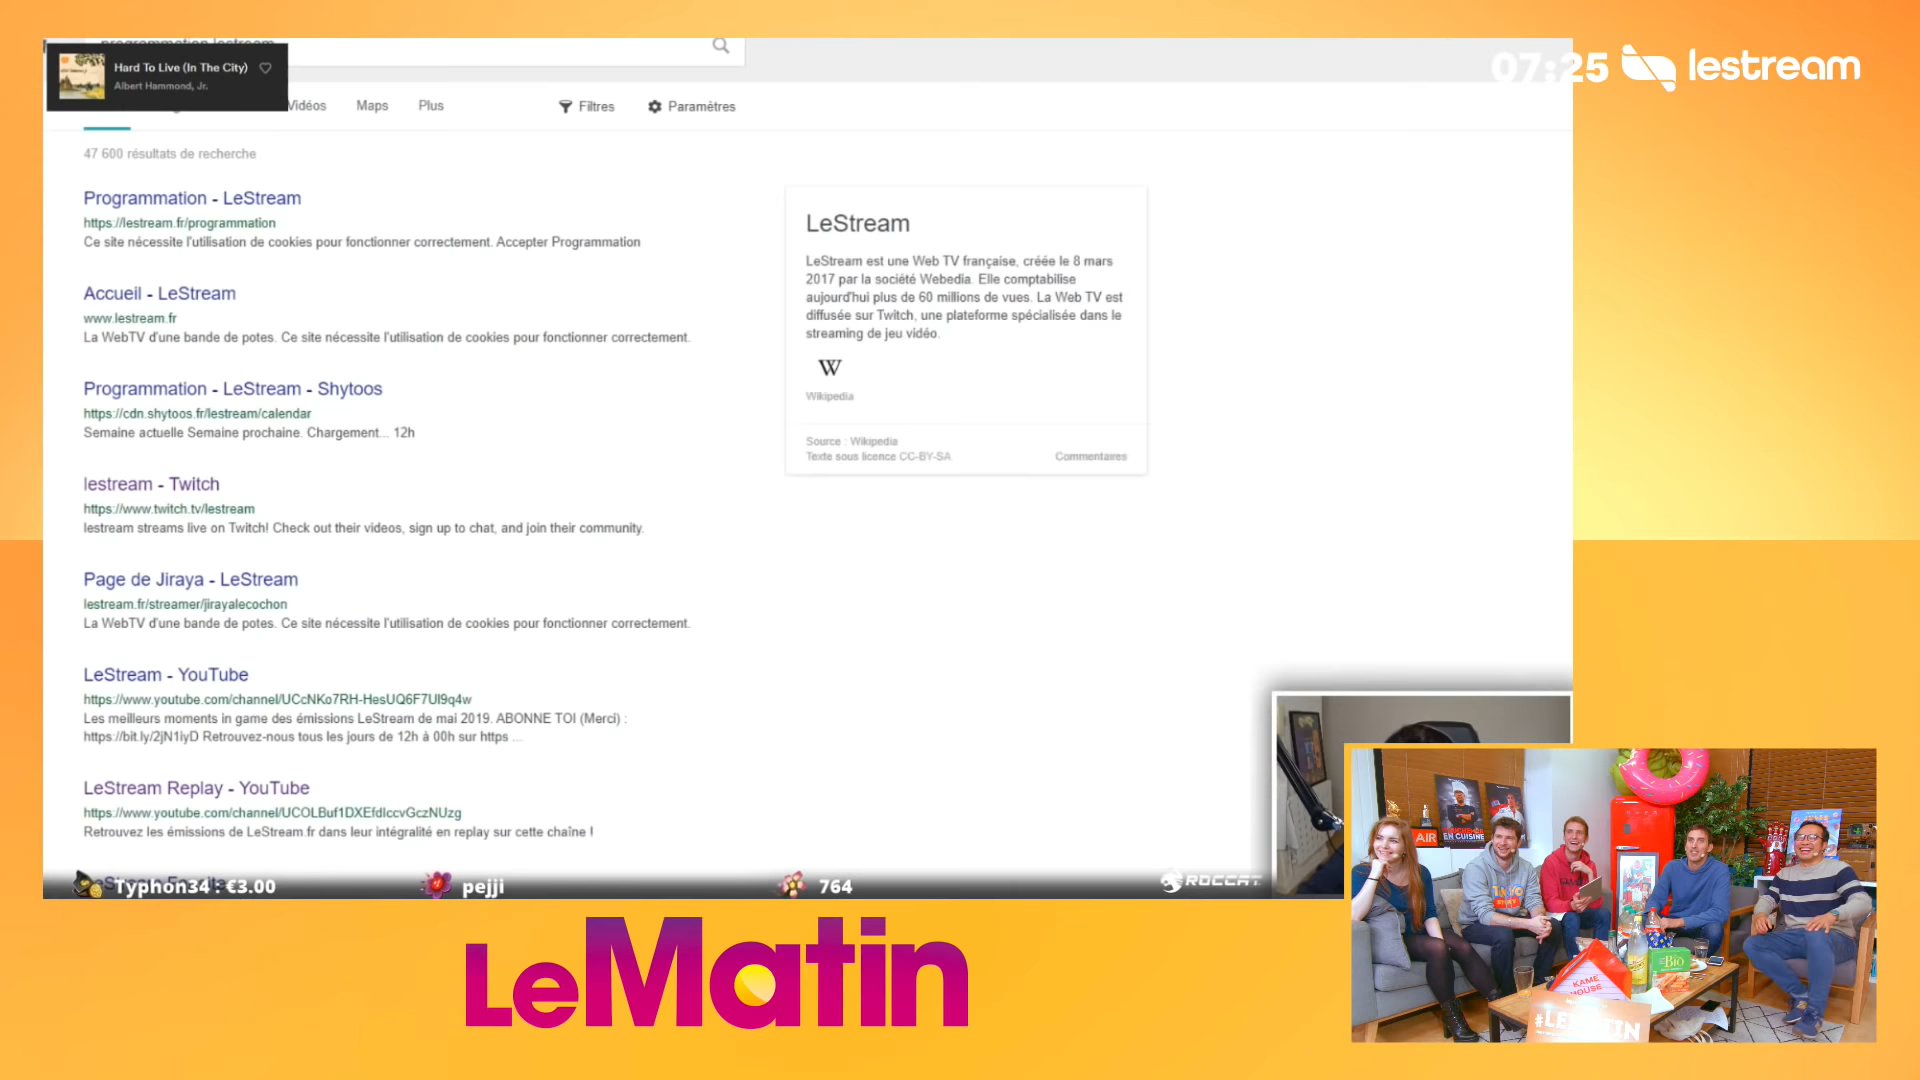 programmation lestream
Hard To Live (In The City)
Albert Hammond, Jr.
Vidéos Maps Plus Filtres Paramètres
07:25 lestream
47 600 résultats de recherche
Programmation - LeStream
https://lestream.fr/programmation
Ce site nécessite l'utilisation de cookies pour fonctionner correctement. Accepter Programmation
Accueil - LeStream
www.lestream.fr
La WebTV d'une bande de potes. Ce site nécessite l'utilisation de cookies pour fonctionner correctement.
Programmation - LeStream - Shytoos
https://cdn.shytoos.fr/lestream/calendar
Semaine actuelle Semaine prochaine. Chargement... 12h
lestream - Twitch
https://www.twitch.tv/lestream
lestream streams live on Twitch! Check out their videos, sign up to chat, and join their community.
Page de Jiraya - LeStream
lestream.fr/streamer/jirayalecochon
La WebTV d'une bande de potes. Ce site nécessite l'utilisation de cookies pour fonctionner correctement.
LeStream - YouTube
https://www.youtube.com/channel/UCcNKo7RH-HesUQ6F7Ul9q4w
Les meilleurs moments in game des émissions LeStream de mai 2019. ABONNE TOI (Merci) :
https://bit.ly/2jN1lyD Retrouvez-nous tous les jours de 12h à 00h sur https ...
LeStream Replay - YouTube
https://www.youtube.com/channel/UCOLBuf1DXEfdlccvGczNUzg
Retrouvez les émissions de LeStream.fr dans leur intégralité en replay sur cette chaîne !
LeStream
LeStream est une Web TV française, créée le 8 mars
2017 par la société Webedia. Elle comptabilise
aujourd'hui plus de 60 millions de vues. La Web TV est
diffusée sur Twitch, une plateforme spécialisée dans le
streaming de jeu vidéo.
W
Wikipedia
Source : Wikipedia
Texte sous licence CC-BY-SA Commentaires
Typhon34 : €3.00 pejji 764 ROCCAT
LeMatin
AIR
EN CUISINE
TOKYO
Bio
KAME
HOUSE
#LEMATIN